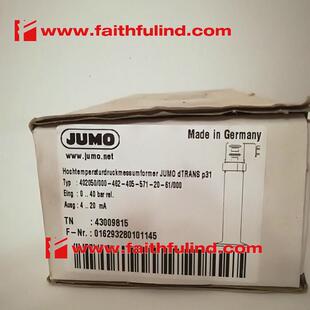 www.faithfulind.com
JUMO
Made in Germany
www.jumo.net
Hochtemperaturdruckmessumformer JUMO dTRANS p31
Typ : 402050/000-462-405-571-20-61/000
Eing : 0 .. 40 bar rel.
Ausg : 4 .. 20 mA
TN : 43009815
F-Nr.: 016293280101145
www.faithfulind.com